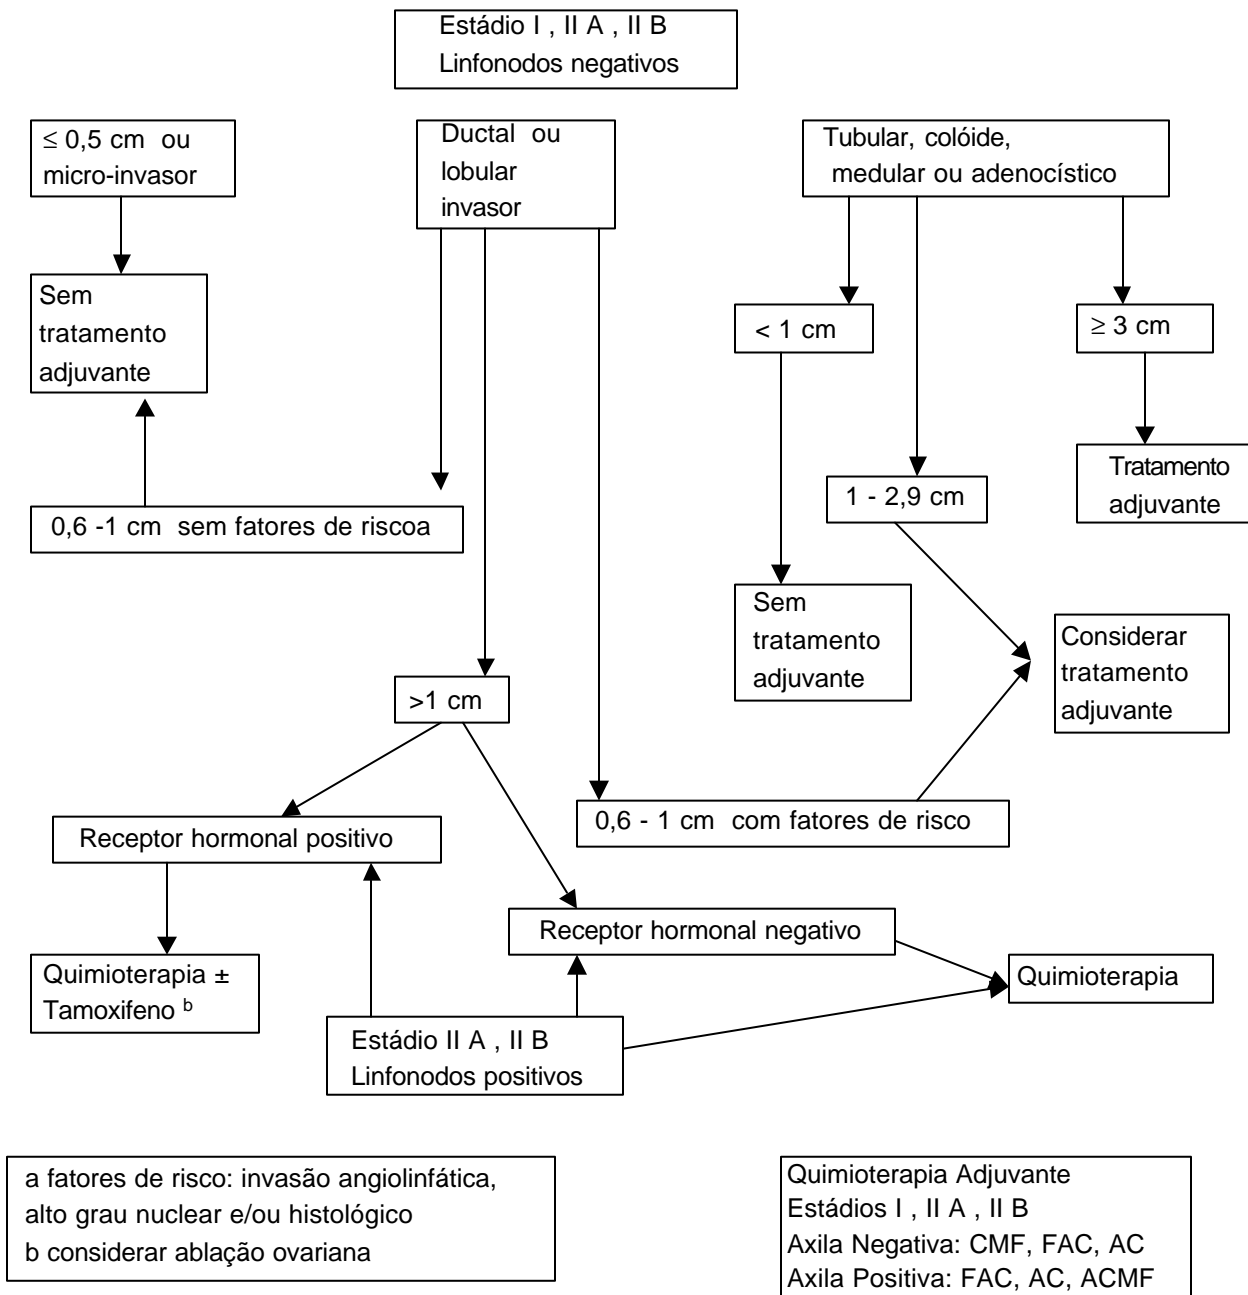 Estádio I , II A , II B
Linfonodos negativos
≤ 0,5 cm ou
micro-invasor
Ductal ou
lobular
invasor
Tubular, colóide,
medular ou adenocístico
Sem
tratamento
adjuvante
< 1 cm
≥ 3 cm
Tratamento
adjuvante
1 - 2,9 cm
0,6 -1 cm sem fatores de riscoa
Sem
tratamento
adjuvante
Considerar
tratamento
adjuvante
>1 cm
0,6 - 1 cm com fatores de risco
Receptor hormonal positivo
Receptor hormonal negativo
Quimioterapia ±
Tamoxifeno b
Quimioterapia
Estádio II A , II B
Linfonodos positivos
a fatores de risco: invasão angiolinfática,
alto grau nuclear e/ou histológico
b considerar ablação ovariana
Quimioterapia Adjuvante
Estádios I , II A , II B
Axila Negativa: CMF, FAC, AC
Axila Positiva: FAC, AC, ACMF